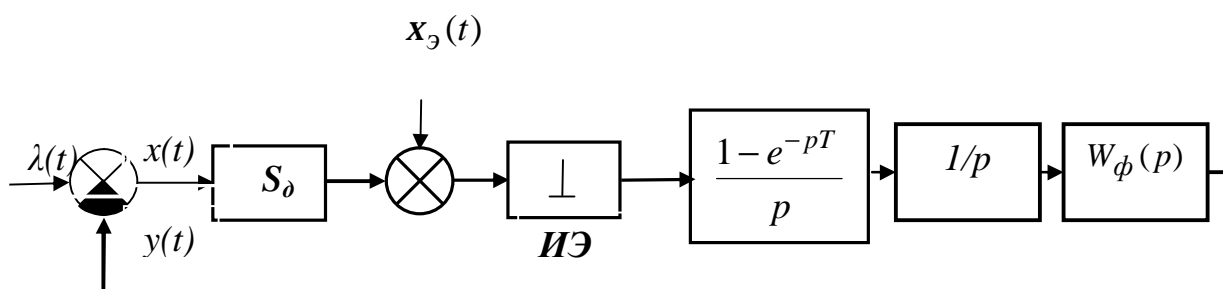 xэ(t)
λ(t)
x(t)
y(t)
Sд
⊥
ИЭ
1 − e^−pT
p
1/p
Wф(p)